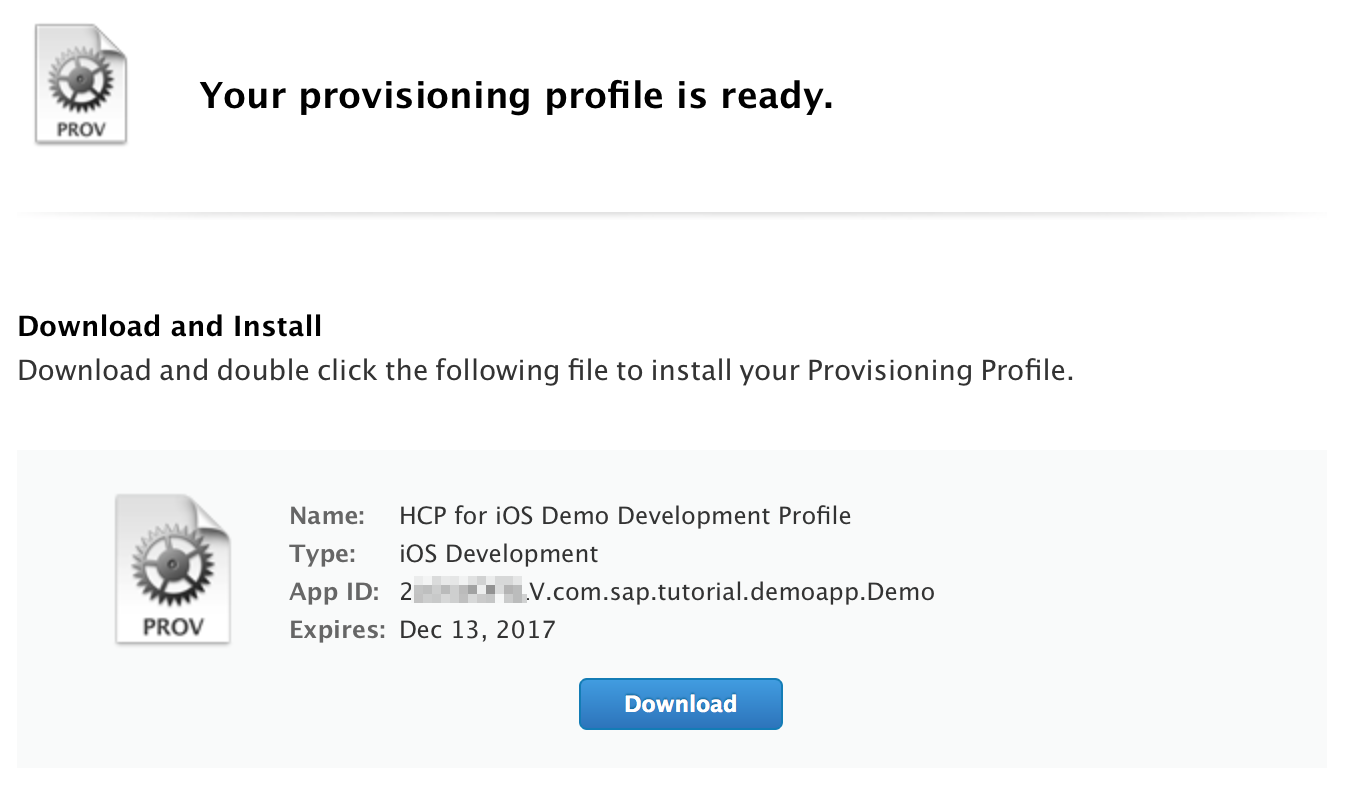 PROV
Your provisioning profile is ready.
Download and Install
Download and double click the following file to install your Provisioning Profile.
PROV
Name: HCP for iOS Demo Development Profile
Type: iOS Development
App ID: 2 V.com.sap.tutorial.demoapp.Demo
Expires: Dec 13, 2017
Download